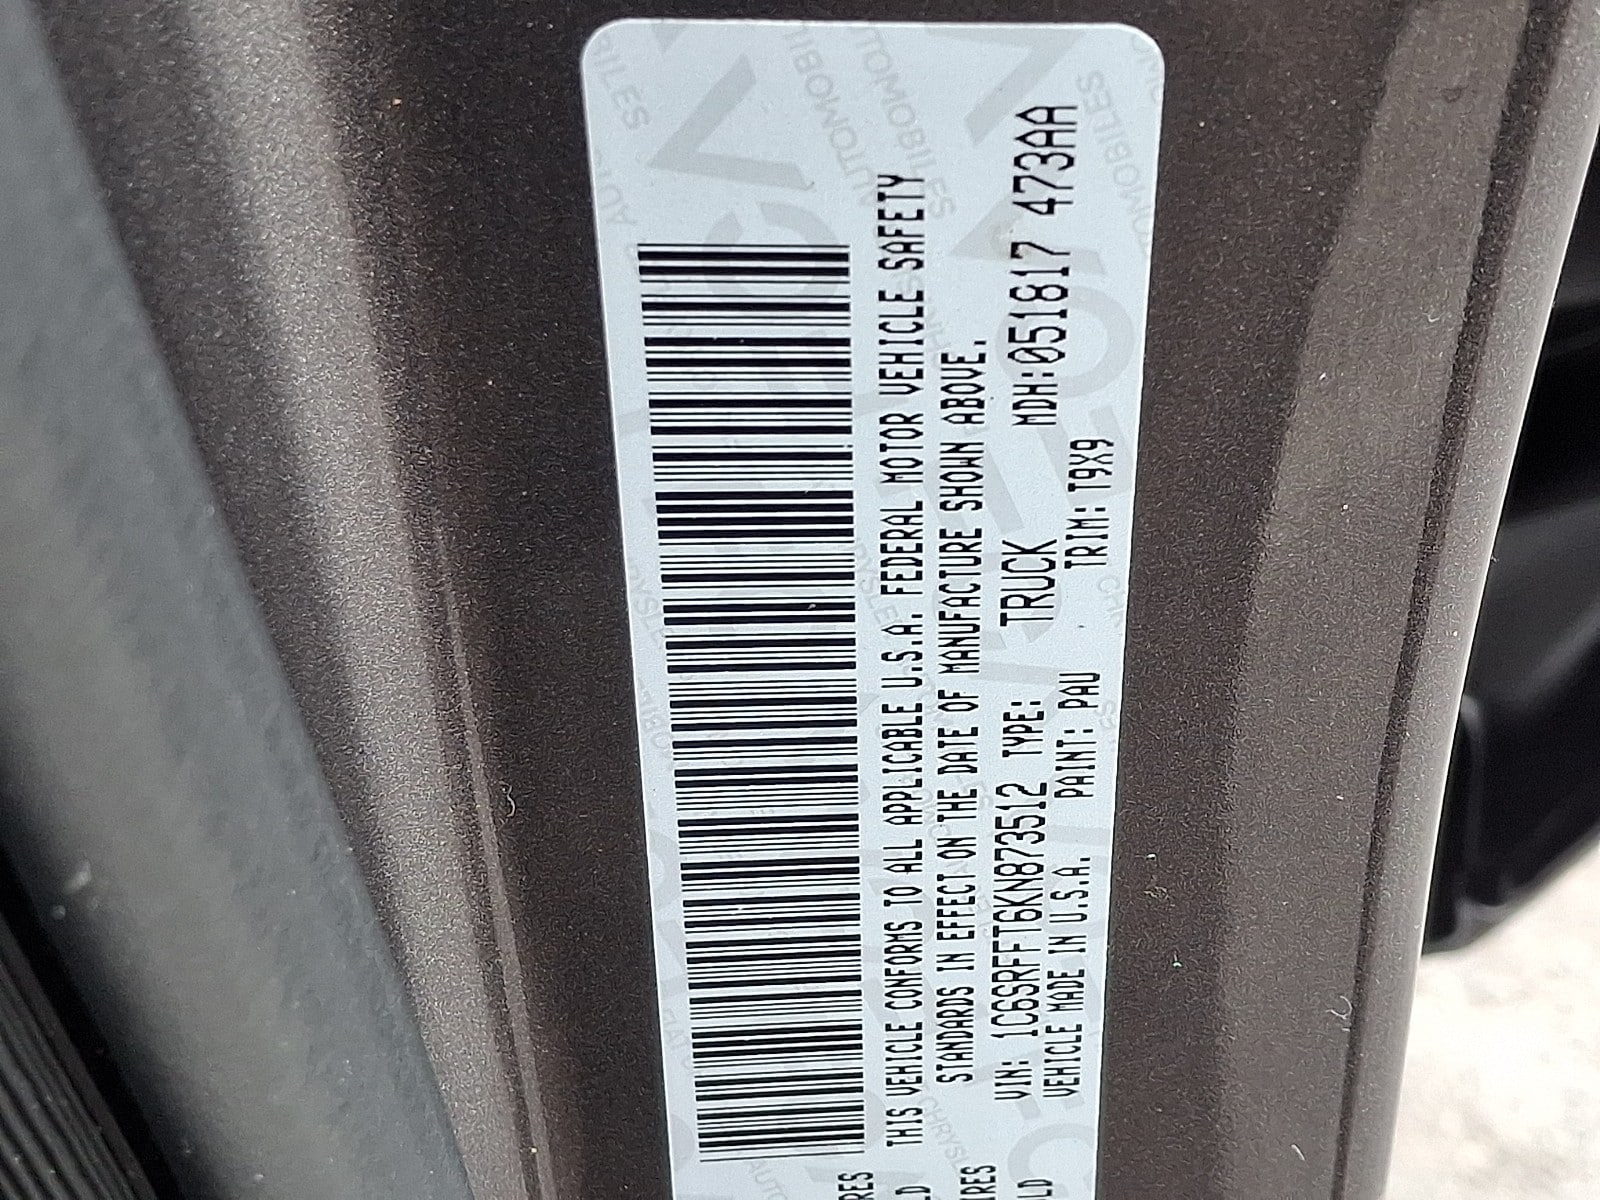 THIS VEHICLE CONFORMS TO ALL APPLICABLE U.S.A. FEDERAL MOTOR VEHICLE SAFETY
STANDARDS IN EFFECT ON THE DATE OF MANUFACTURE SHOWN ABOVE.
VIN: 1C6SRFFT6KN873512 TYPE: TRUCK MDH:051817 473AA
VEHICLE MADE IN U.S.A. PAINT: PAU TRIM: T9X9